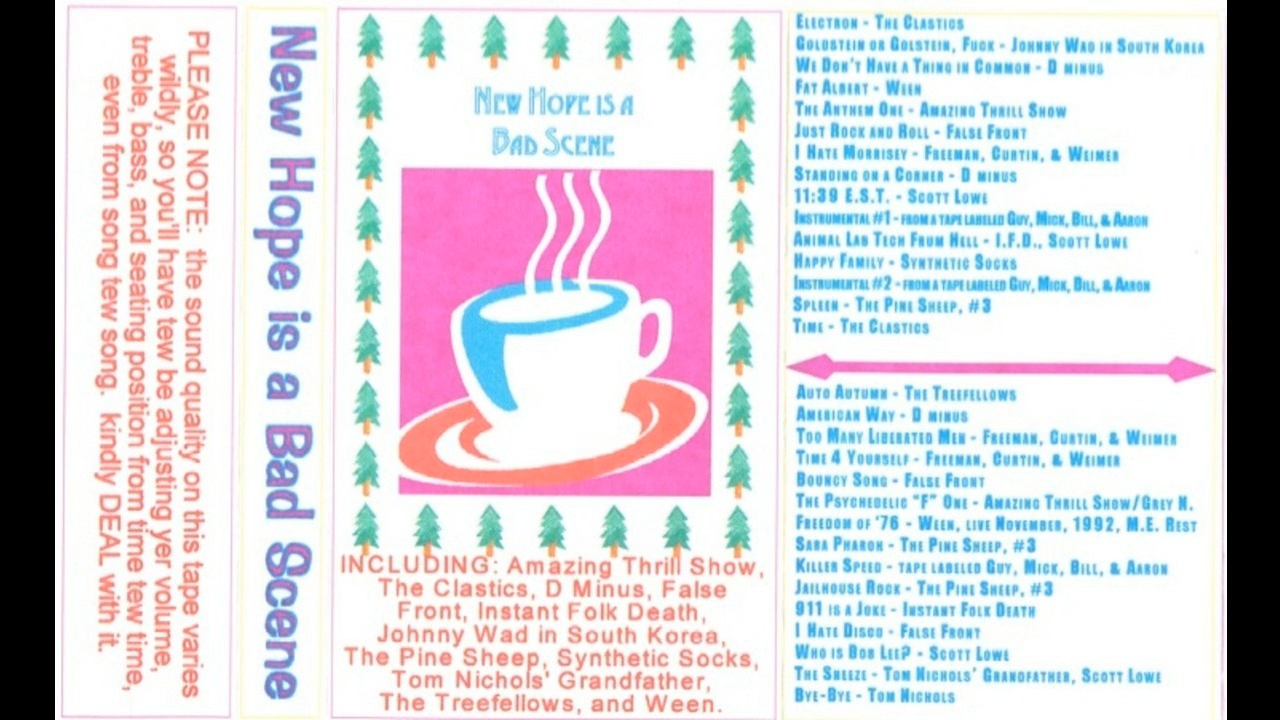 PLEASE NOTE: the sound quality on this tape varies
wildly, so you'll have tew be adjusting yer volume,
treble, bass, and seating position from time tew time,
even from song tew song. kindly DEAL with it.
New Hope is a Bad Scene
New Hope is a
Bad Scene
INCLUDING: Amazing Thrill Show,
The Clastics, D Minus, False
Front, Instant Folk Death,
Johnny Wad in South Korea,
The Pine Sheep, Synthetic Socks,
Tom Nichols' Grandfather,
The Treefellows, and Ween.
Electron - The Clastics
Goldstein or Golstein, Fuck - Johnny Wad in South Korea
We Don't Have a Thing in Common - D minus
Fat Albert - Ween
The Anthem One - Amazing Thrill Show
Just Rock and Roll - False Front
I Hate Morrisey - Freeman, Curtin, & Weimer
Standing on a Corner - D minus
11:39 E.S.T. - Scott Lowe
Instrumental #1 - from a tape labeled Guy, Mick, Bill, & Aaron
Animal Lab Tech From Hell - I.F.D., Scott Lowe
Happy Family - Synthetic Socks
Instrumental #2 - from a tape labeled Guy, Mick, Bill, & Aaron
Spleen - The Pine Sheep, #3
Time - The Clastics
Auto Autumn - The Treefellows
American Way - D minus
Too Many Liberated Men - Freeman, Curtin, & Weimer
Time 4 Yourself - Freeman, Curtin, & Weimer
Bouncy Song - False Front
The Psychedelic "F" One - Amazing Thrill Show/Grey N.
Freedom of '76 - Ween, live November, 1992, M.E. Rest
Sara Pharon - The Pine Sheep, #3
Killer Speed - tape labeled Guy, Mick, Bill, & Aaron
Jailhouse Rock - The Pine Sheep, #3
911 is a Joke - Instant Folk Death
I Hate Disco - False Front
Who is Bob Lee? - Scott Lowe
The Sneeze - Tom Nichols' Grandfather, Scott Lowe
Bye-Bye - Tom Nichols